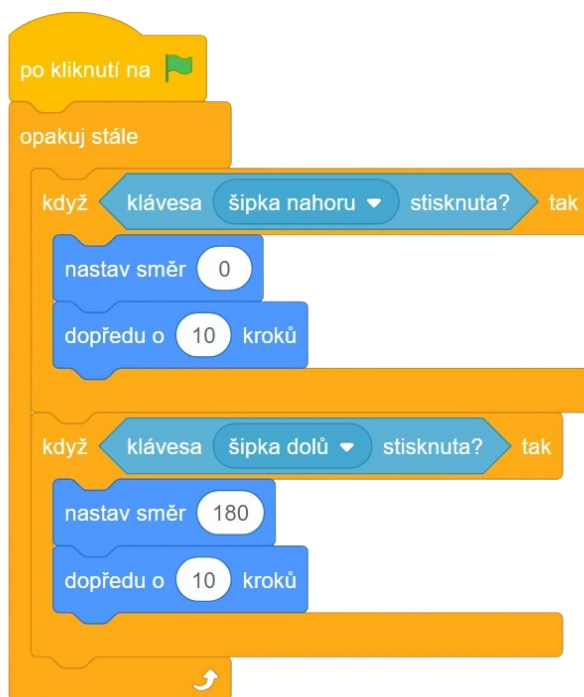 po kliknutí na
opakuj stále
když klávesa šipka nahoru stisknuta? tak
nastav směr 0
dopředu o 10 kroků
když klávesa šipka dolů stisknuta? tak
nastav směr 180
dopředu o 10 kroků